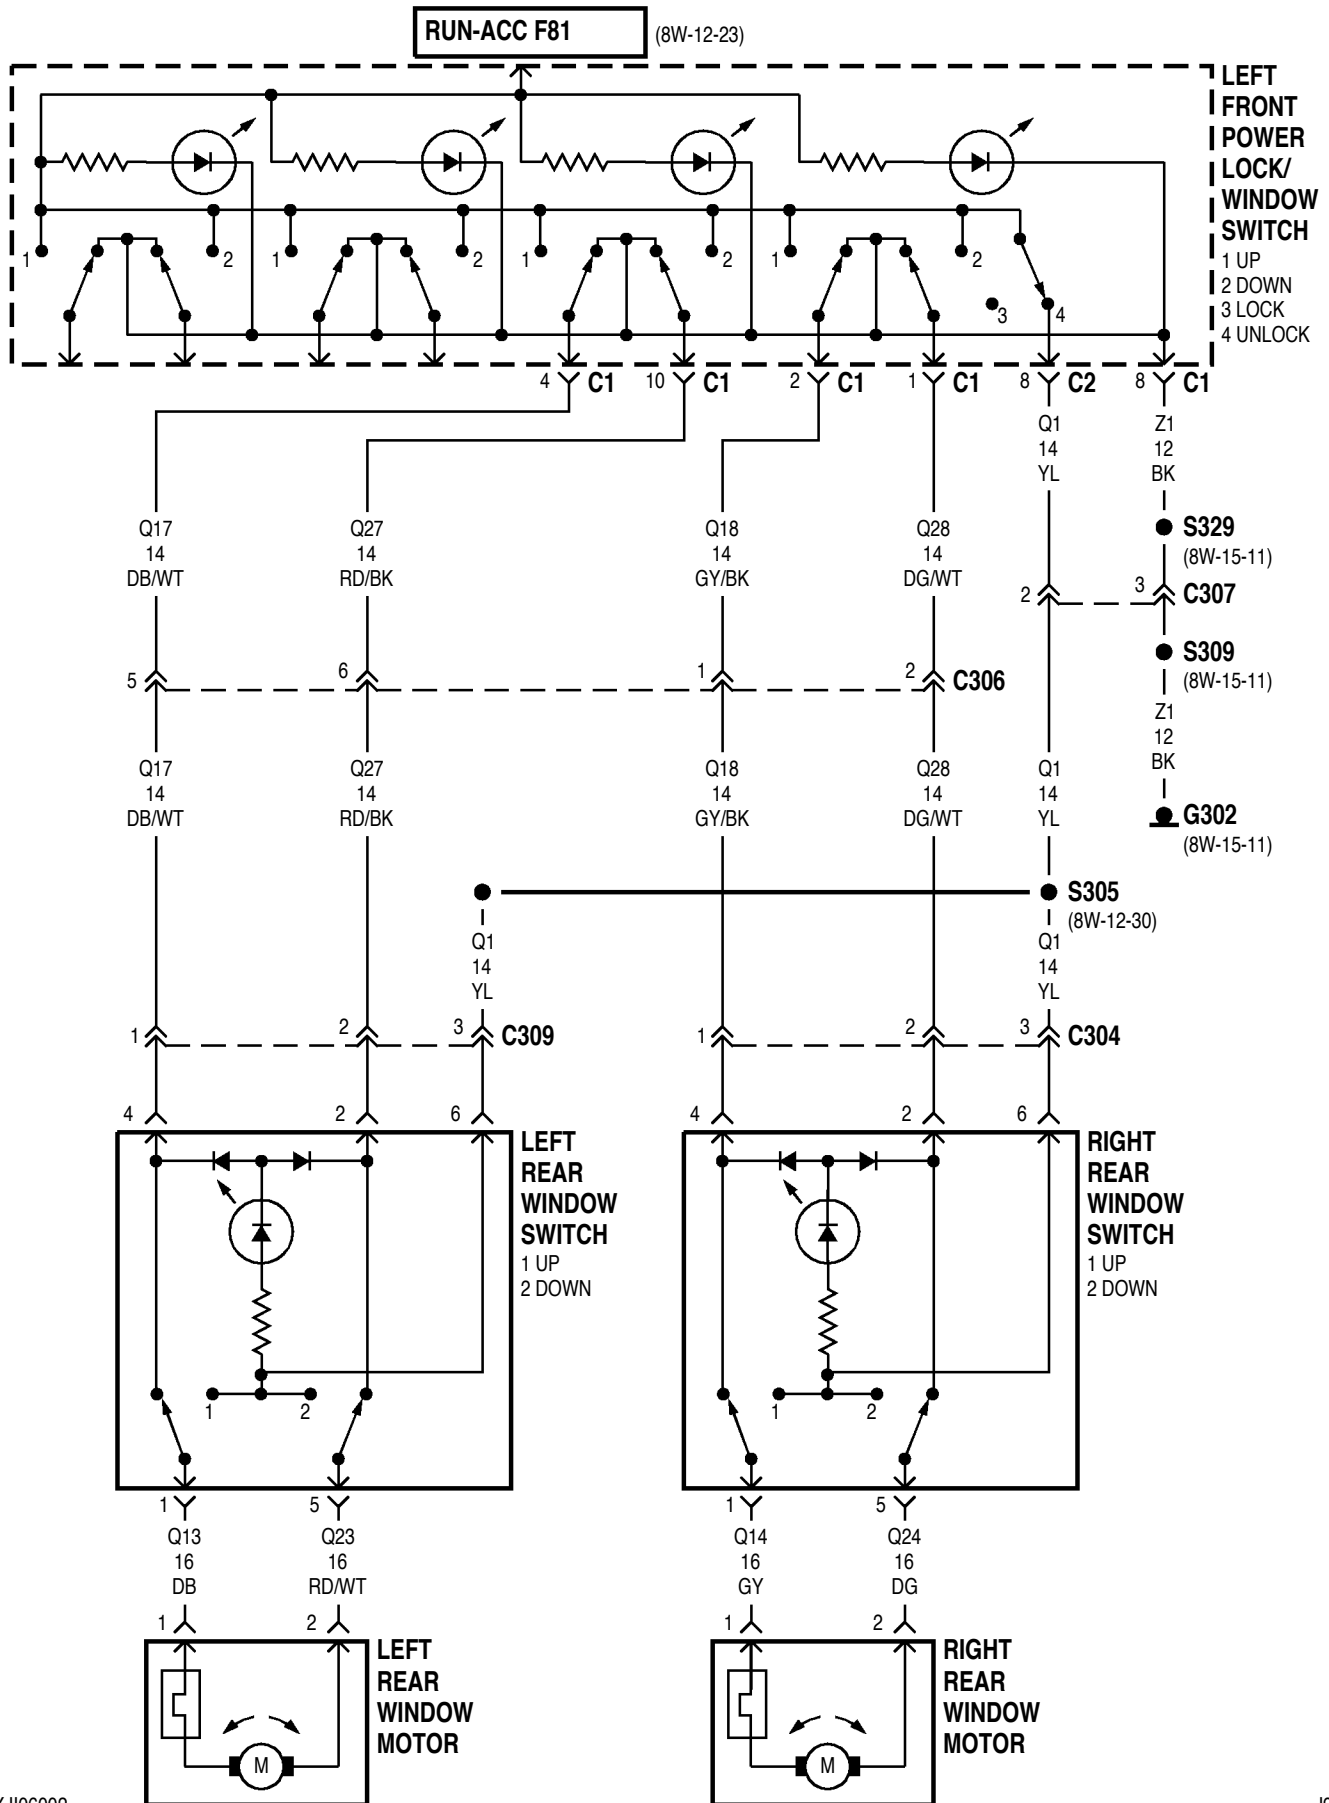 RUN-ACC F81 (8W-12-23)
LEFT
FRONT
POWER
LOCK/
WINDOW
SWITCH
1 UP
2 DOWN
3 LOCK
4 UNLOCK
1 2 1 2 1 2 1 2
3 4
4 C1 10 C1 2 C1 1 C1 8 C2 8 C1
Q1 Z1
14 12
YL BK
Q17 Q27 Q18 Q28
14 14 14 14
DB/WT RD/BK GY/BK DG/WT
S329
(8W-15-11)
2 3 C307
S309
(8W-15-11)
5 6 1 2 C306
Z1
12
BK
Q17 Q27 Q18 Q28 Q1
14 14 14 14 14
DB/WT RD/BK GY/BK DG/WT YL
G302
(8W-15-11)
S305
(8W-12-30)
Q1 Q1
14 14
YL YL
1 2 3 C309 1 2 3 C304
4 2 6 4 2 6
LEFT
REAR
WINDOW
SWITCH
1 UP
2 DOWN
RIGHT
REAR
WINDOW
SWITCH
1 UP
2 DOWN
1 2 1 2
1 5 1 5
Q13 Q23 Q14 Q24
16 16 16 16
DB RD/WT GY DG
1 2 1 2
LEFT
REAR
WINDOW
MOTOR
RIGHT
REAR
WINDOW
MOTOR
M M